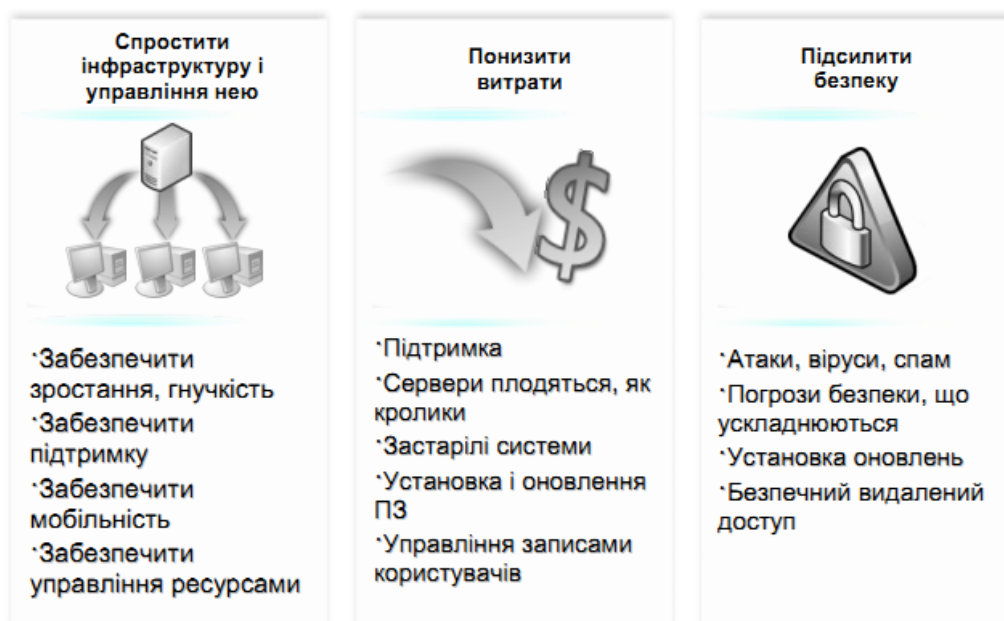 Спростити
інфраструктуру і
управління нею
·Забезпечити
зростання, гнучкість
·Забезпечити
підтримку
·Забезпечити
мобільність
·Забезпечити
управління ресурсами
Понизити
витрати
·Підтримка
·Сервери плодяться, як
кролики
·Застарілі системи
·Установка і оновлення
ПЗ
·Управління записами
користувачів
Підсилити
безпеку
·Атаки, віруси, спам
·Погрози безпеки, що
ускладнюються
·Установка оновлень
·Безпечний видалений
доступ